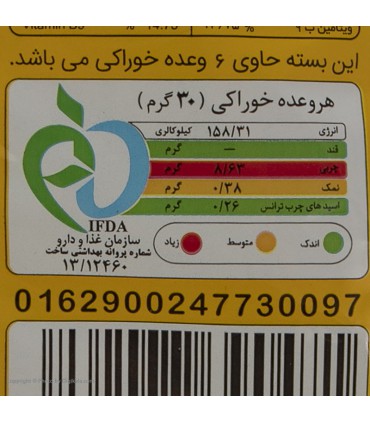 این بسته حاوی ۶ وعده خوراکی می باشد.
هر وعده خوراکی (۳۰ گرم)
انرژی ۱۵۸/۳۱ کیلوکالری
قند — گرم
چربی ۸/۶۳ گرم
نمک ۰/۳۸ گرم
اسیدهای چرب ترانس ۰/۲۶ گرم
اندک متوسط زیاد
IFDA
سازمان غذا و دارو
شماره پروانه بهداشتی ساخت
۱۳/۱۲۴۶۰
0162900247730097